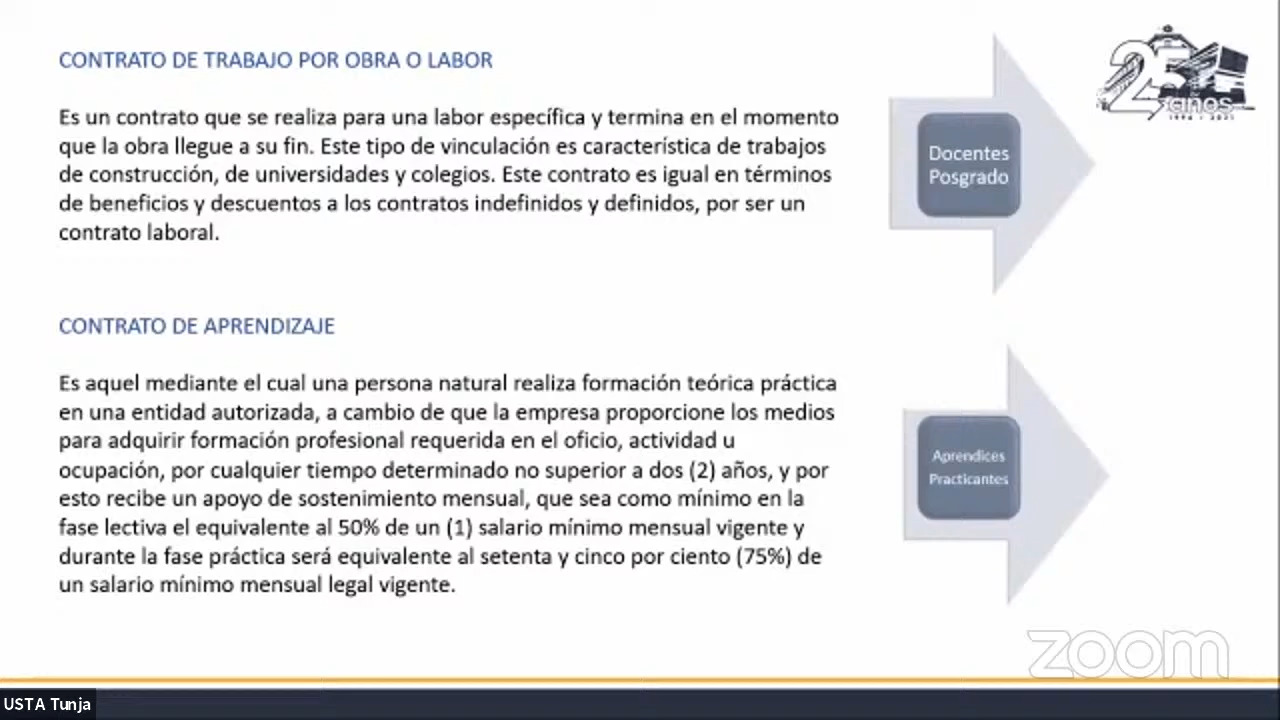 CONTRATO DE TRABAJO POR OBRA O LABOR
Es un contrato que se realiza para una labor específica y termina en el momento
que la obra llegue a su fin. Este tipo de vinculación es característica de trabajos
de construcción, de universidades y colegios. Este contrato es igual en términos
de beneficios y descuentos a los contratos indefinidos y definidos, por ser un
contrato laboral.
Docentes
Posgrado
25
años
1996 / 2021
CONTRATO DE APRENDIZAJE
Es aquel mediante el cual una persona natural realiza formación teórica práctica
en una entidad autorizada, a cambio de que la empresa proporcione los medios
para adquirir formación profesional requerida en el oficio, actividad u
ocupación, por cualquier tiempo determinado no superior a dos (2) años, y por
esto recibe un apoyo de sostenimiento mensual, que sea como mínimo en la
fase lectiva el equivalente al 50% de un (1) salario mínimo mensual vigente y
durante la fase práctica será equivalente al setenta y cinco por ciento (75%) de
un salario mínimo mensual legal vigente.
Aprendices
Practicantes
zoom
USTA Tunja